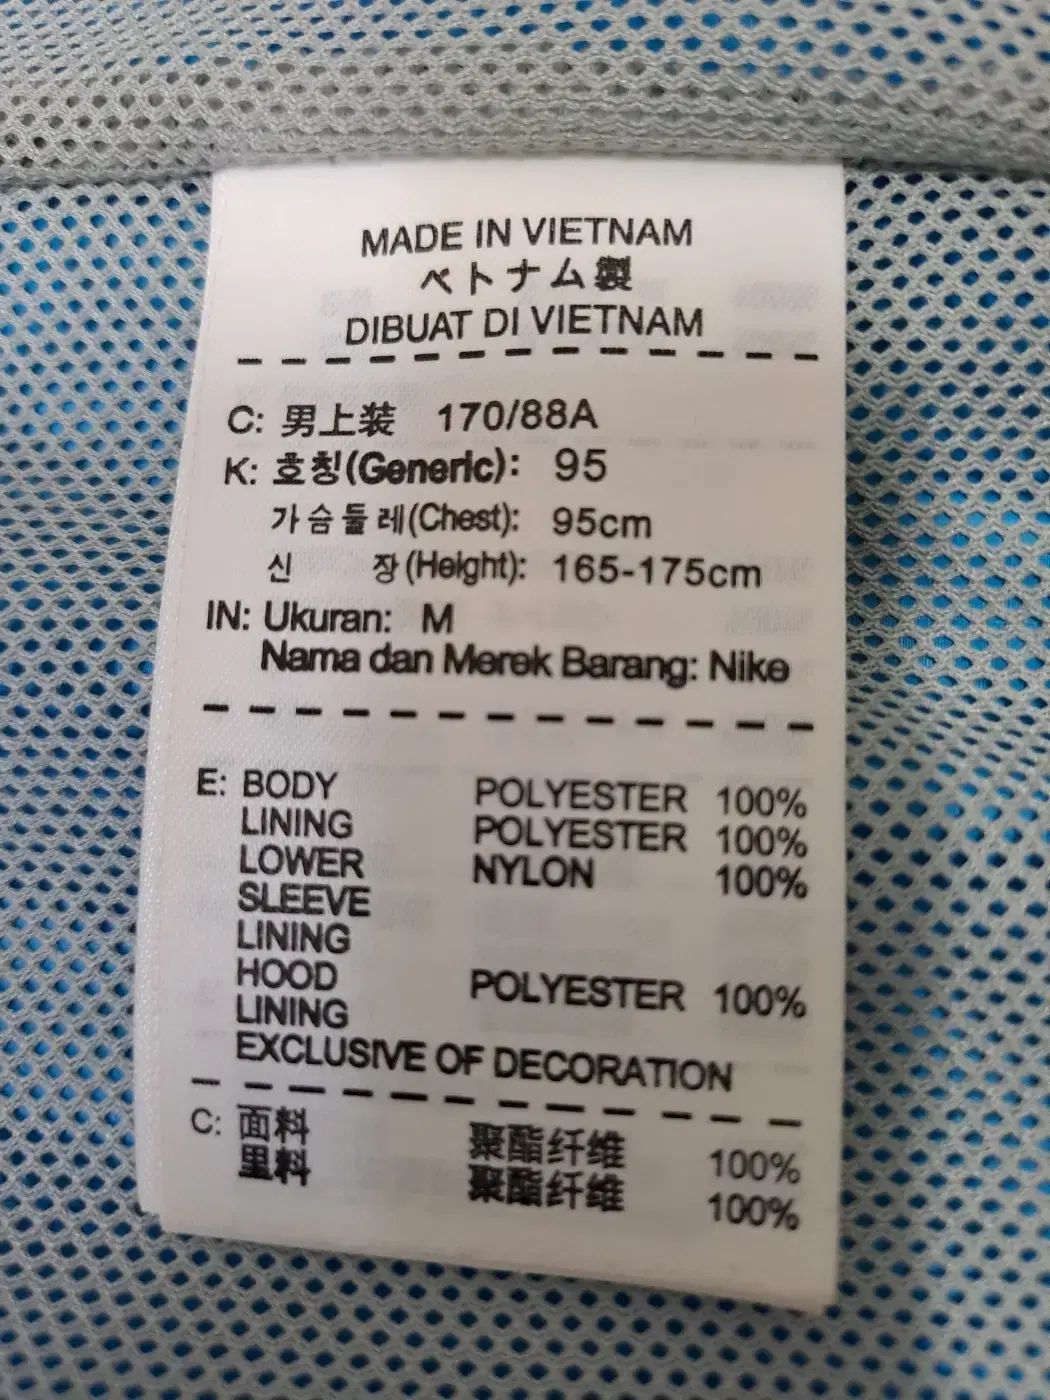 MADE IN VIETNAM
ベトナム製
DIBUAT DI VIETNAM
C: 男上装 170/88A
K: 호칭(Generic): 95
가슴둘레(Chest): 95cm
신 장(Height): 165-175cm
IN: Ukuran: M
Nama dan Merek Barang: Nike
E: BODY POLYESTER 100%
LINING POLYESTER 100%
LOWER NYLON 100%
SLEEVE
LINING
HOOD POLYESTER 100%
LINING
EXCLUSIVE OF DECORATION
C: 面料 聚酯纤维 100%
里料 聚酯纤维 100%